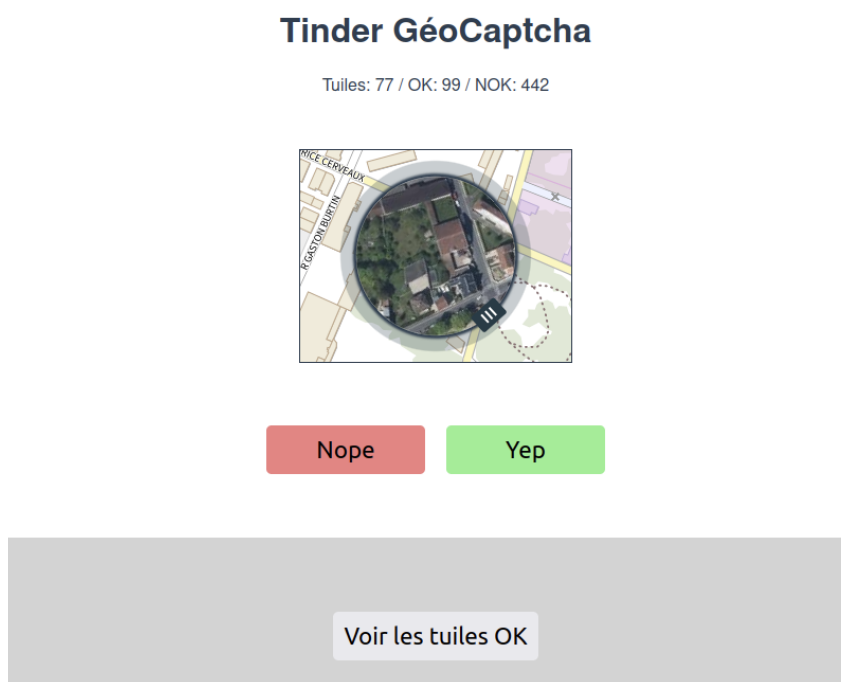 Tinder GéoCaptcha
Tuiles: 77 / OK: 99 / NOK: 442
RICE CERVEAUX
R GASTON BURTIN
Nope
Yep
Voir les tuiles OK